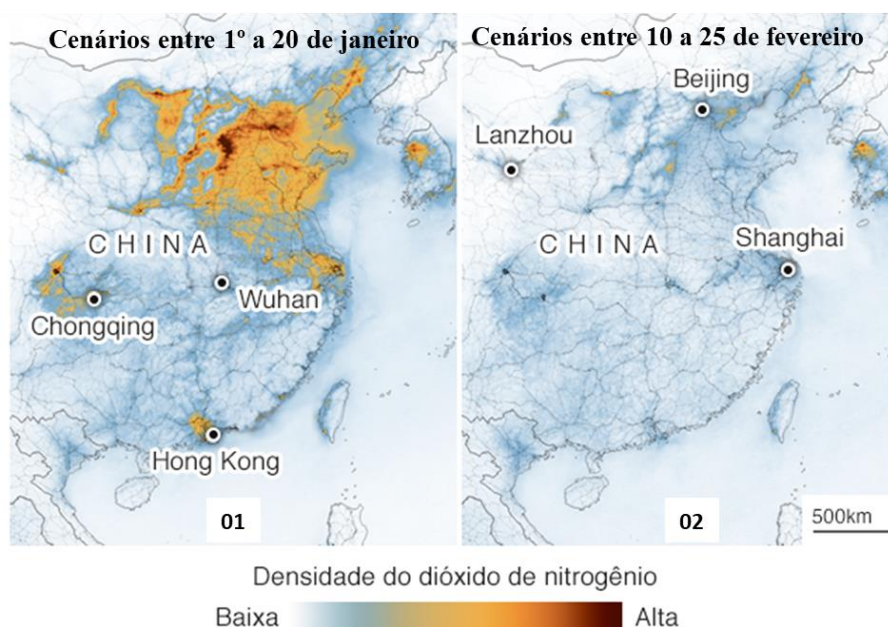 Cenários entre 1º a 20 de janeiro
Cenários entre 10 a 25 de fevereiro
CHINA
Wuhan
Chongqing
Hong Kong
01
Beijing
Lanzhou
CHINA
Shanghai
02
500km
Densidade do dióxido de nitrogênio
Baixa
Alta